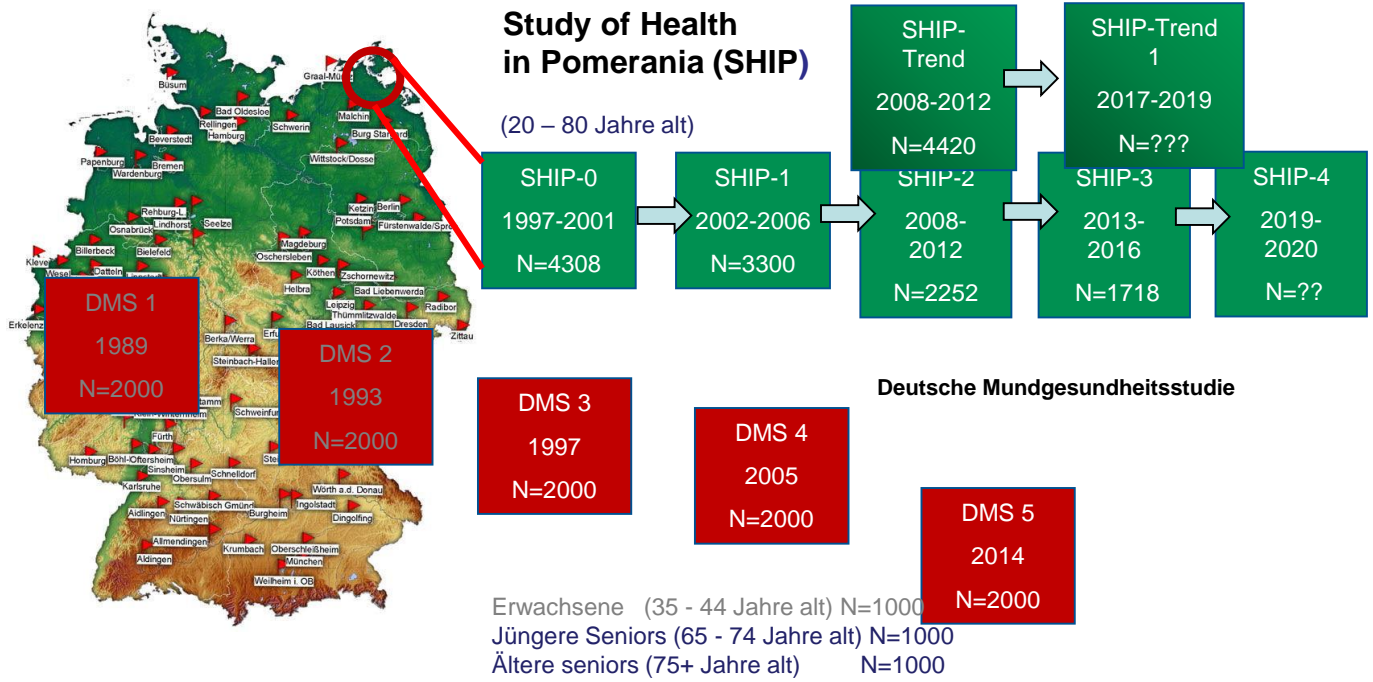 Study of Health
in Pomerania (SHIP)
(20 – 80 Jahre alt)
SHIP-
Trend
2008-2012
N=4420
SHIP-Trend
1
2017-2019
N=???
SHIP-0
1997-2001
N=4308
SHIP-1
2002-2006
N=3300
SHIP-2
2008-
2012
N=2252
SHIP-3
2013-
2016
N=1718
SHIP-4
2019-
2020
N=??
DMS 1
1989
N=2000
DMS 2
1993
N=2000
DMS 3
1997
N=2000
DMS 4
2005
N=2000
DMS 5
2014
N=2000
Deutsche Mundgesundheitsstudie
Erwachsene (35 - 44 Jahre alt) N=1000
Jüngere Seniors (65 - 74 Jahre alt) N=1000
Ältere seniors (75+ Jahre alt) N=1000
Büsum
Bad Oldesloe
Rellingen
Hamburg
Schwerin
Malchin
Beverstedt
Papenburg
Bremen
Wardenburg
Wittstock/Dosse
Rehburg-L.
Seelze
Lindhorst
Osnabrück
Ketzin
Berlin
Potsdam
Billerbeck
Bielefeld
Magdeburg
Oschersleben
Kleve
Wesel
Datteln
Köthen
Zschornewitz
Helbra
Bad Liebenwerda
Leipzig
Radibor
Thümmlitzwalde
Erkelenz
Bad Lausick
Dresden
Zittau
Berka/Werra
Fürth
Homburg
Böhl-Oftersheim
Sinsheim
Obersulm
Schnelldorf
Karlsruhe
Wörth a.d. Donau
Aidlingen
Schwäbisch Gmünd
Ingolstadt
Nürtingen
Burgheim
Dingolfing
Allmendingen
Aldingen
Krumbach
Oberschleißheim
München
Weilheim i. OB